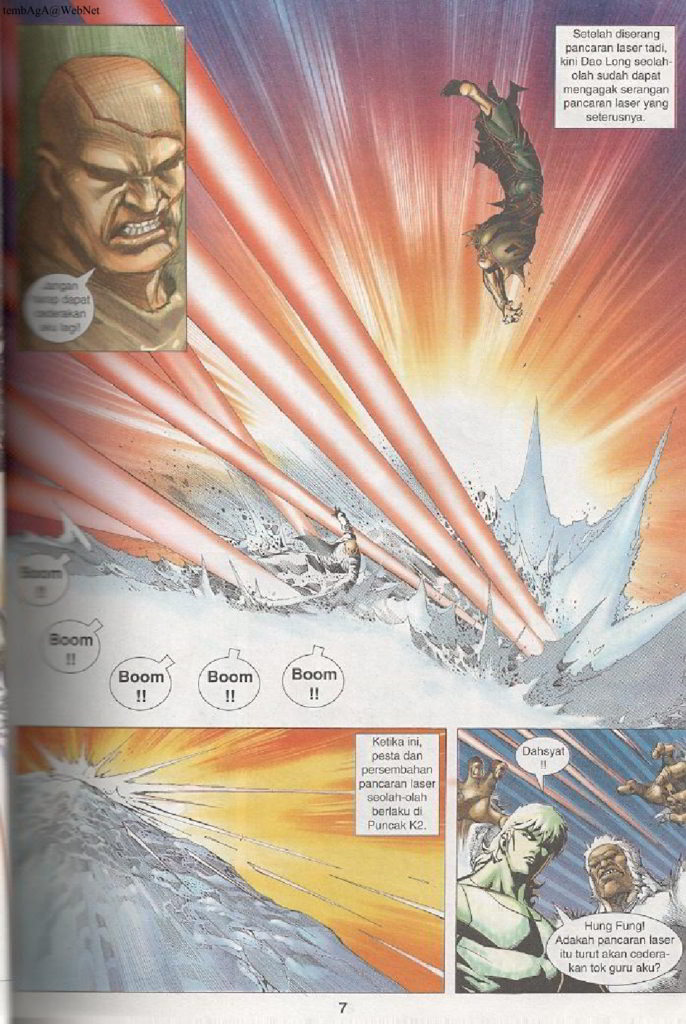 tembAgA@WebNet
Setelah diserang
pancaran laser tadi,
kini Dao Long seolah-
olah sudah dapat
mengagak serangan
pancaran laser yang
seterusnya.
Jangan
harap dapat
cederakan
aku lagi!
Boom
!!
Boom
!!
Boom
!!
Boom
!!
Boom
!!
Ketika ini,
pesta dan
persembahan
pancaran laser
seolah-olah
berlaku di
Puncak K2.
Dahsyat
!!
Hung Fung!
Adakah pancaran laser
itu turut akan cedera-
kan tok guru aku?
7